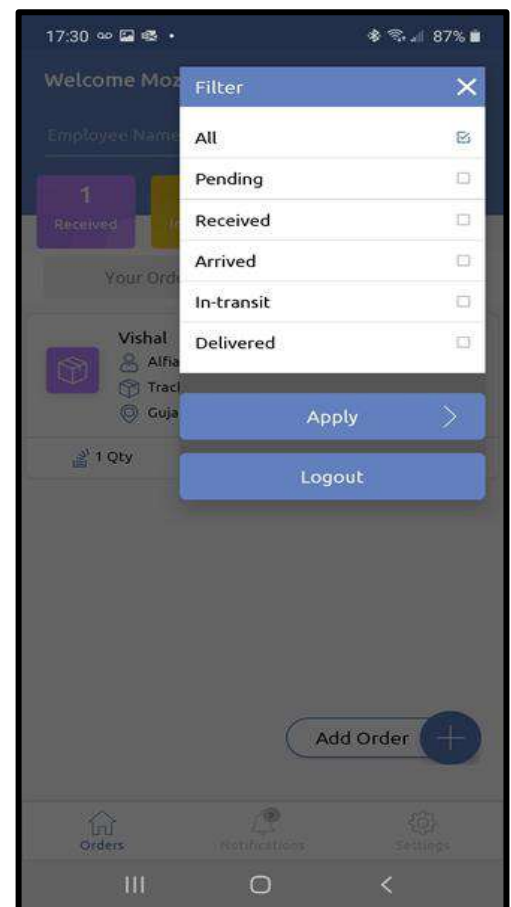 17:30 87%
Welcome Moz
Filter
Employee Name
All
Pending
1
Received
Received
Arrived
Your Orde
In-transit
Vishal
Delivered
Alfia
Track
Guja
Apply
1 Qty
Logout
Add Order
Orders Notifications Settings